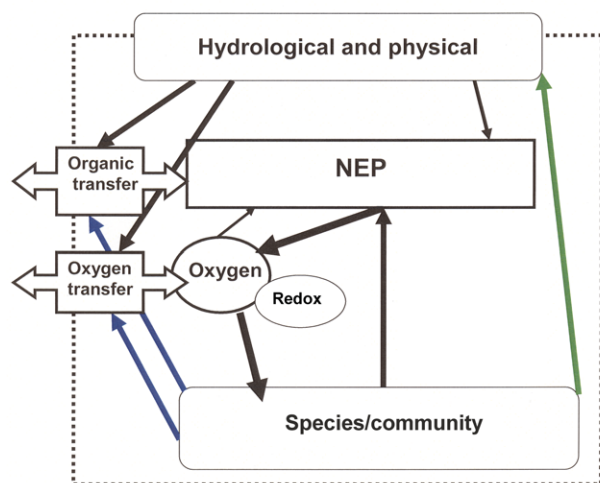 Hydrological and physical
Organic
transfer
NEP
Oxygen
transfer
Oxygen
Redox
Species/community